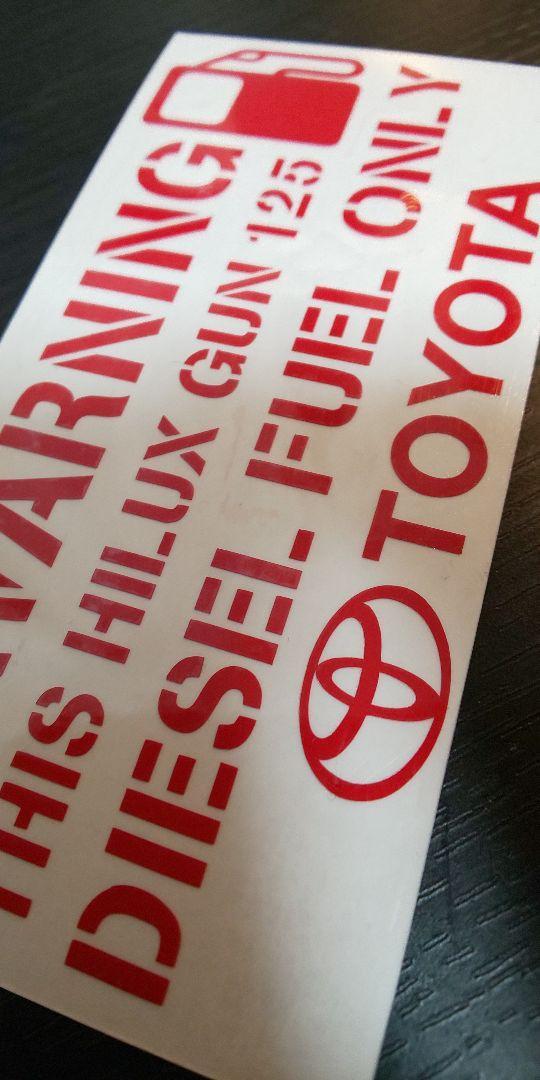 WARNING
THIS HILUX GUN 125
DIESEL FUEL ONLY
TOYOTA